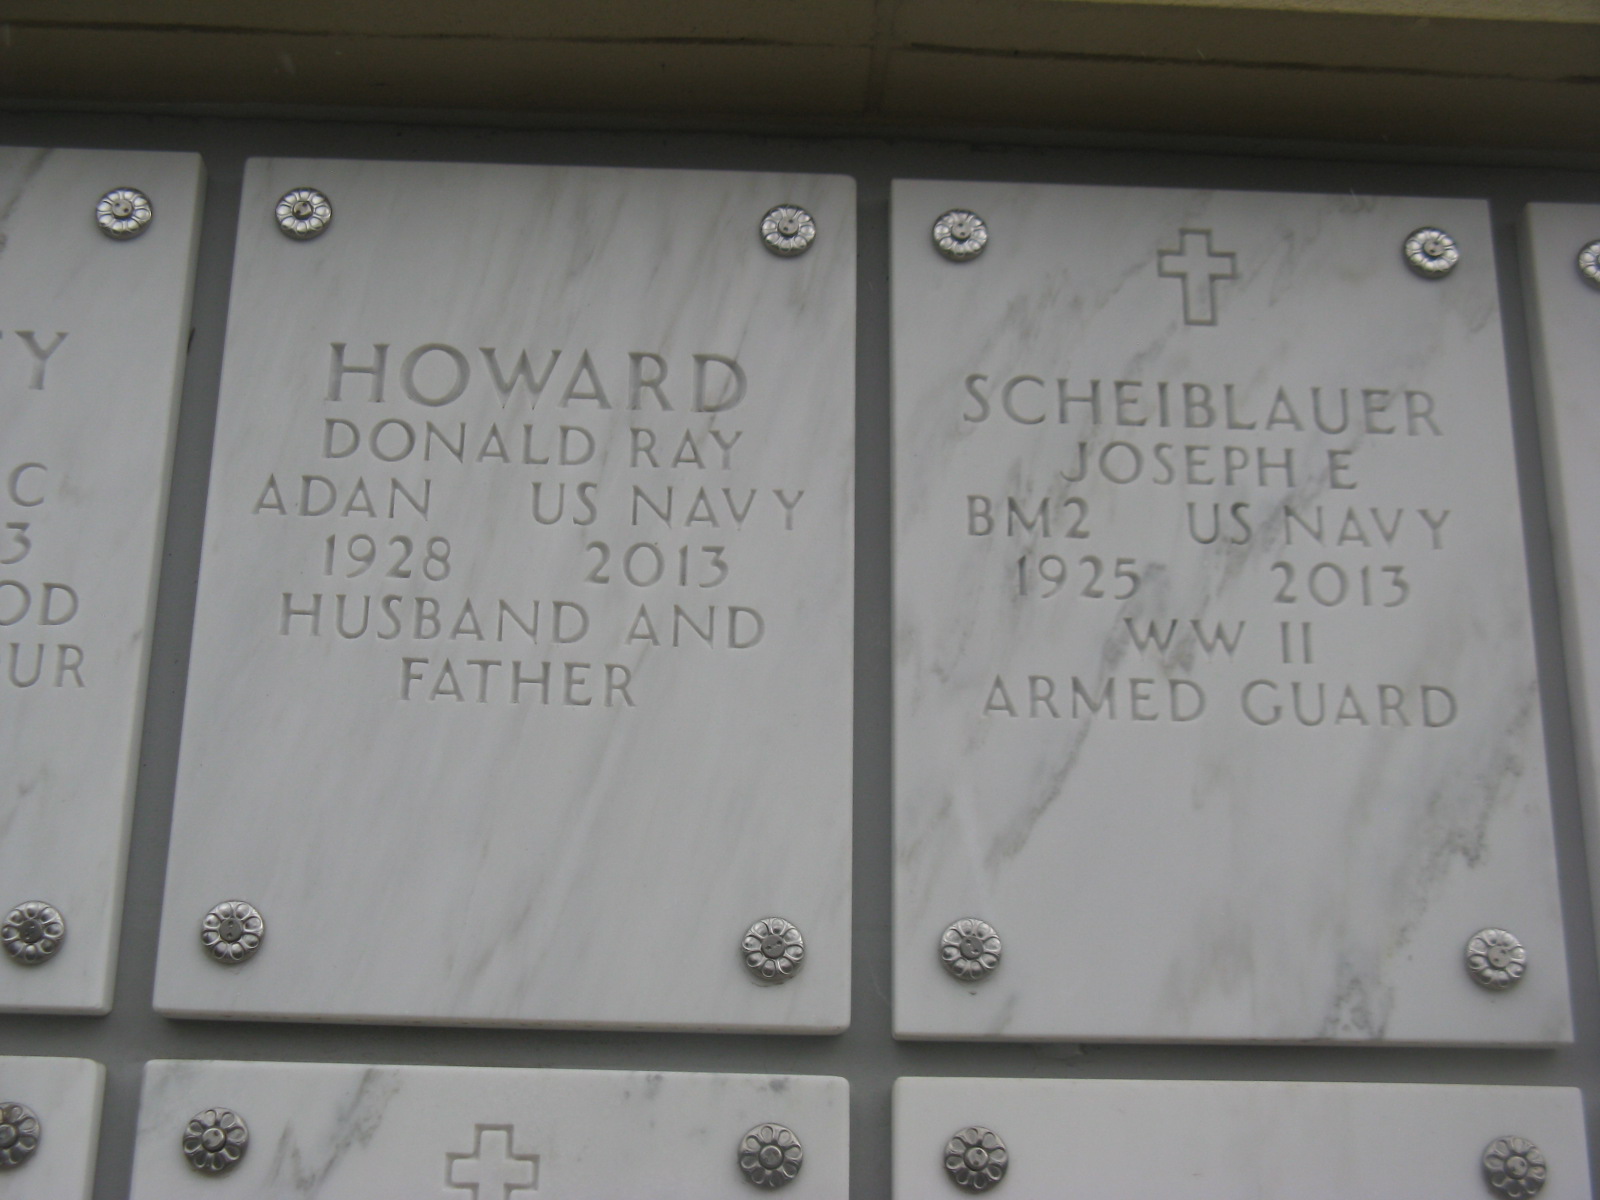 HOWARD
DONALD RAY
ADAN US NAVY
1928 2013
HUSBAND AND
FATHER
SCHEIBLAUER
JOSEPH E
BM2 US NAVY
1925 2013
WW II
ARMED GUARD